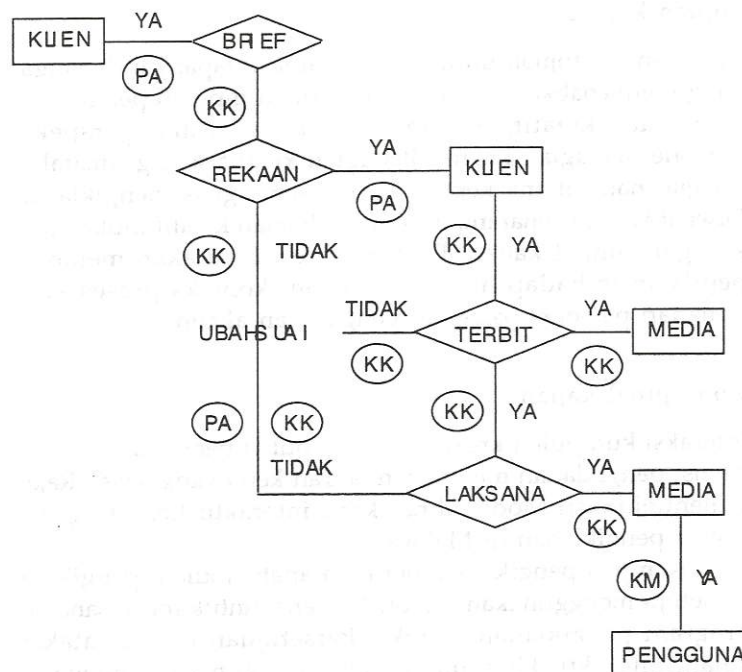 YA
KLIEN
BRIEF
PA
KK
YA
REKAAN
KLIEN
PA
KK
TIDAK
KK
YA
TIDAK
YA
UBAHSUAI
TERBIT
MEDIA
KK
KK
PA
KK
KK
YA
TIDAK
YA
LAKSANA
MEDIA
KK
KM
YA
PENGGUNA